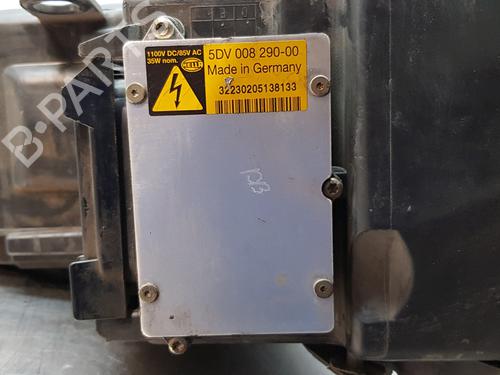 1100V DC/85V AC
35W nom.
HELLA
5DV 008 290-00
Made in Germany
32230205138133
B-PARTS